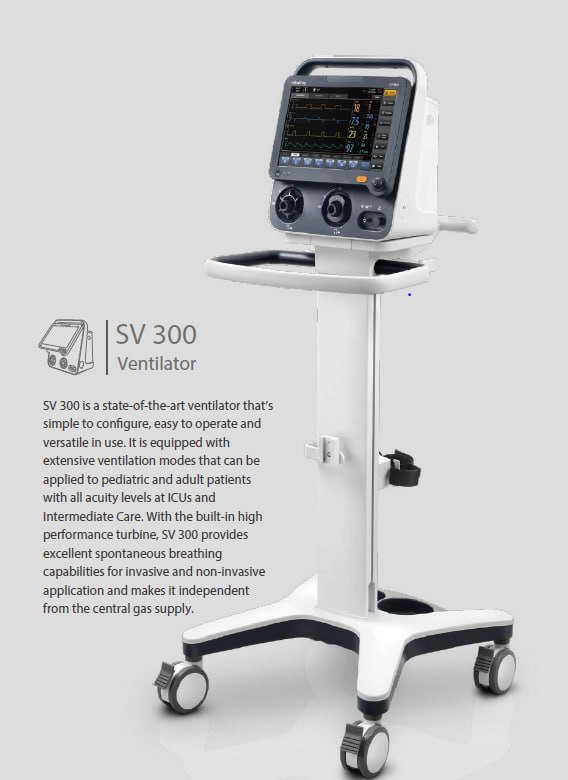 SV 300
Ventilator
SV 300 is a state-of-the-art ventilator that’s
simple to configure, easy to operate and
versatile in use. It is equipped with
extensive ventilation modes that can be
applied to pediatric and adult patients
with all acuity levels at ICUs and
Intermediate Care. With the built-in high
performance turbine, SV 300 provides
excellent spontaneous breathing
capabilities for invasive and non-invasive
application and makes it independent
from the central gas supply.